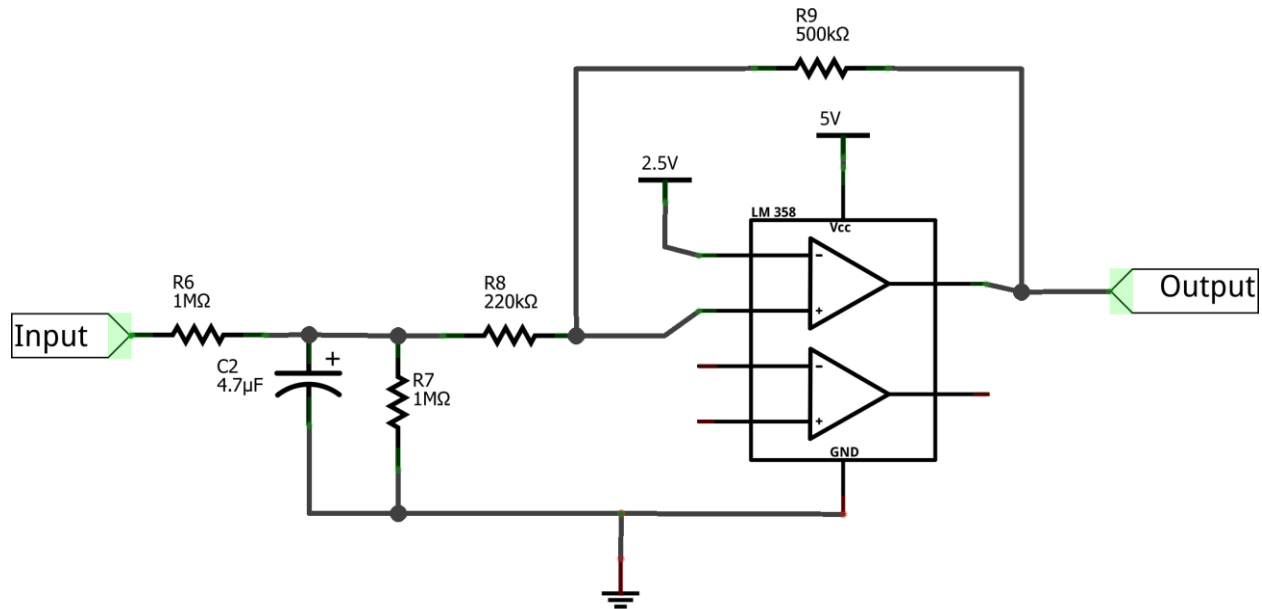 R9
500kΩ
5V
2.5V
LM 358
Vcc
-
+
R6
1MΩ
R8
220kΩ
Input
Output
C2
4.7µF
+
R7
1MΩ
-
+
GND